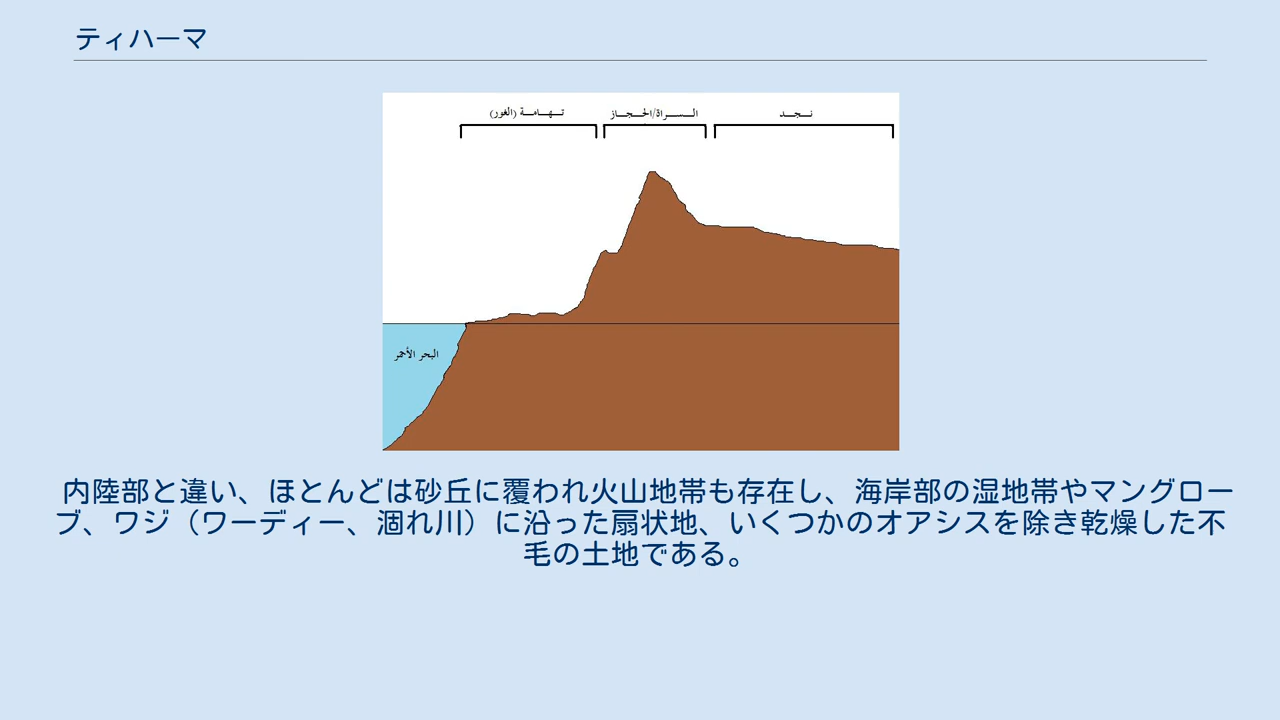 ティハーマ
تهامة (الغور)
السراة/الحجاز
نجد
البحر الأحمر
内陸部と違い、ほとんどは砂丘に覆われ火山地帯も存在し、海岸部の湿地帯やマングロー
ブ、ワジ（ワーディー、涸れ川）に沿った扇状地、いくつかのオアシスを除き乾燥した不
毛の土地である。